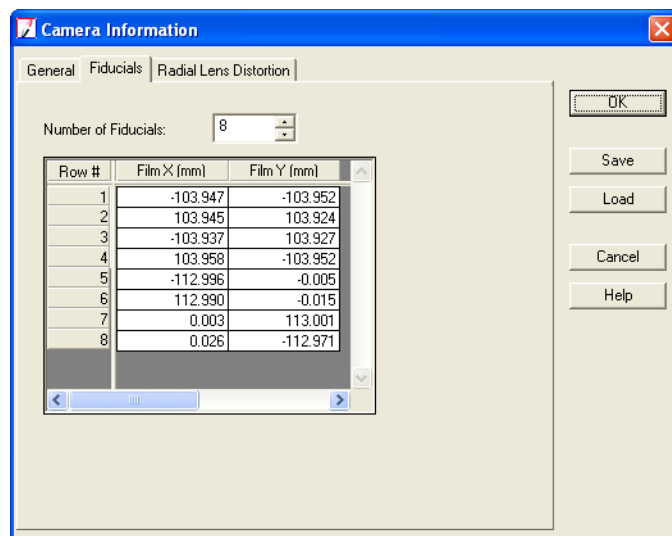 Camera Information
General Fiducials Radial Lens Distortion
Number of Fiducials: 8
Row # Film X (mm) Film Y (mm)
1 -103.947 -103.952
2 103.945 103.924
3 -103.937 103.927
4 103.958 -103.952
5 -112.996 -0.005
6 112.990 -0.015
7 0.003 113.001
8 0.026 -112.971
OK
Save
Load
Cancel
Help